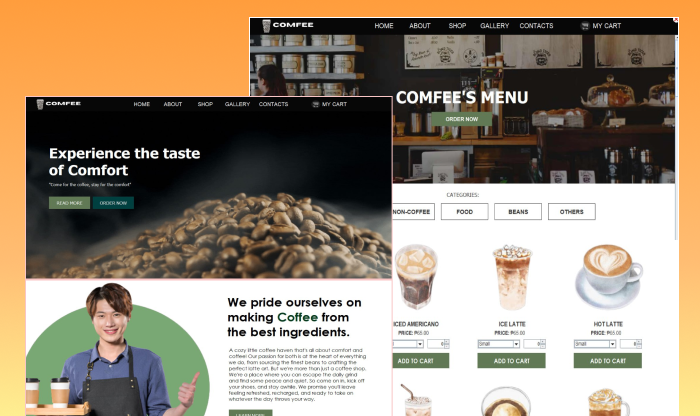 COMFEE
HOME ABOUT SHOP GALLERY CONTACTS MY CART
COMFEE'S MENU
ORDER NOW
CATEGORIES:
NON-COFFEE FOOD BEANS OTHERS
ICED AMERICANO
PRICE: ₱65.00
Small 0
ADD TO CART
ICE LATTE
PRICE: ₱65.00
Small 0
ADD TO CART
HOT LATTE
PRICE: ₱65.00
Small 0
ADD TO CART
COMFEE
HOME ABOUT SHOP GALLERY CONTACTS MY CART
Experience the taste
of Comfort
"Come for the coffee, stay for the comfort"
READ MORE ORDER NOW
We pride ourselves on
making Coffee from
the best ingredients.
A cozy little coffee haven that's all about comfort and
coffee! Our passion for both is at the heart of everything
we do, from sourcing the finest beans to crafting the
perfect latte art. But we're more than just a coffee shop.
We're a place where you can escape the daily grind
and find some peace and quiet. So come on in, kick off
your shoes, and stay awhile. We promise you'll leave
feeling refreshed, recharged, and ready to take on
whatever the day throws your way.